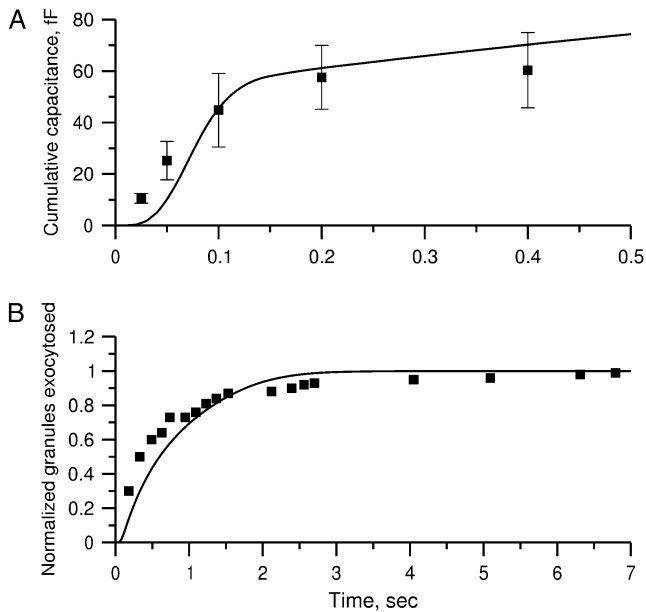 A
Cumulative capacitance, fF
80
60
40
20
0
0 0.1 0.2 0.3 0.4 0.5
B
Normalized granules exocytosed
1.2
1
0.8
0.6
0.4
0.2
0
0 1 2 3 4 5 6 7
Time, sec